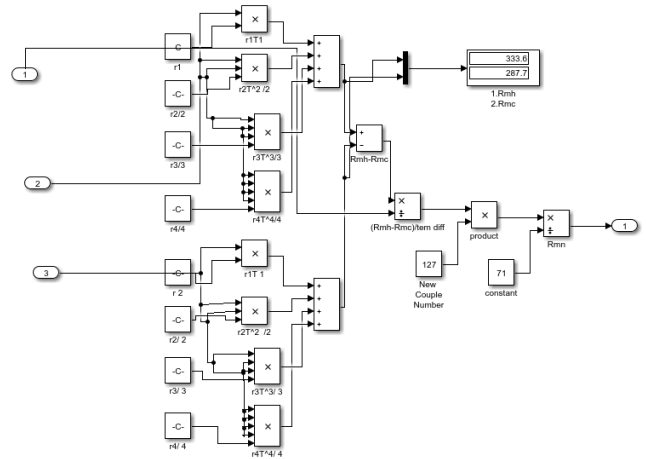 -C-
r1
×
r1T1
1
-C-
r2/2
×
r2T^2 /2
-C-
r3/3
×
r3T^3/3
2
-C-
r4/4
×
r4T^4/4
+
+
+
+
333.6
287.7
1.Rmh
2.Rmc
+
−
Rmh-Rmc
×
÷
(Rmh-Rmc)/tem diff
×
product
127
New
Couple
Number
71
constant
×
÷
Rmn
1
3
-C-
r 2
×
r1T 1
-C-
r2/ 2
×
r2T^2 /2
-C-
r3/ 3
×
r3T^3/ 3
-C-
r4/ 4
×
r4T^4/ 4
+
+
+
+